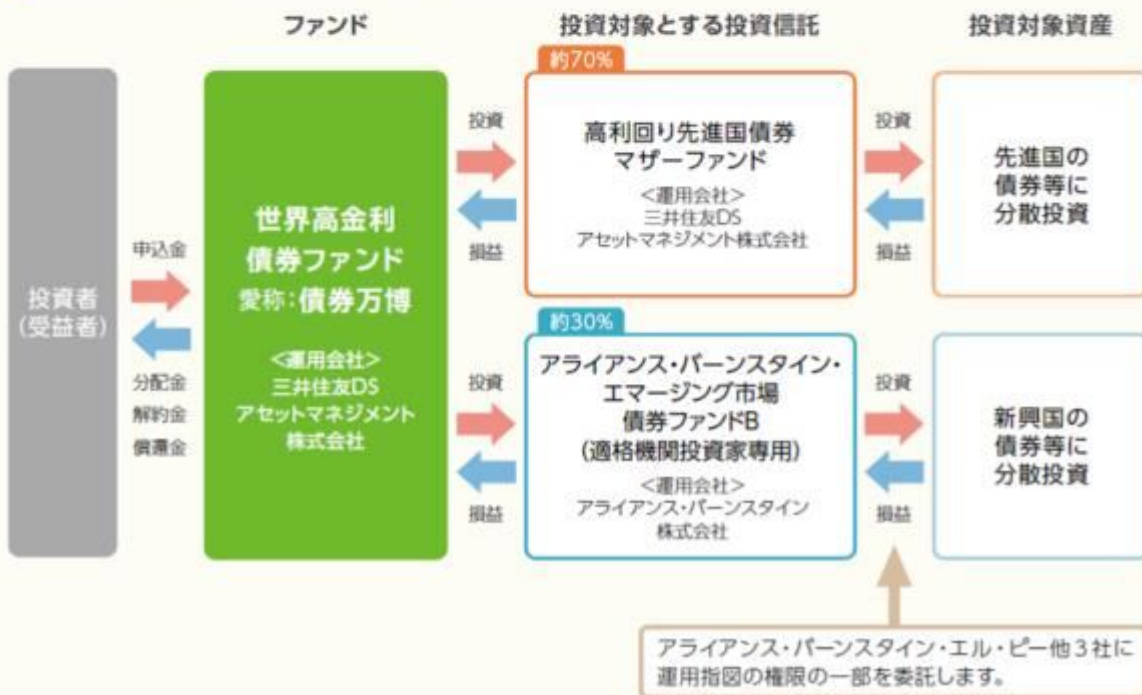 ファンド
投資対象とする投資信託
投資対象資産
投資者
(受益者)
申込金
分配金
解約金
償還金
世界高金利
債券ファンド
愛称：債券万博
<運用会社>
三井住友DS
アセットマネジメント
株式会社
投資
損益
約70%
高利回り先進国債券
マザーファンド
<運用会社>
三井住友DS
アセットマネジメント株式会社
投資
損益
先進国の
債券等に
分散投資
投資
損益
約30%
アライアンス・バーンスタイン・
エマージング市場
債券ファンドB
(適格機関投資家専用)
<運用会社>
アライアンス・バーンスタイン
株式会社
投資
損益
新興国の
債券等に
分散投資
アライアンス・バーンスタイン・エル・ピー他3社に
運用指図の権限の一部を委託します。